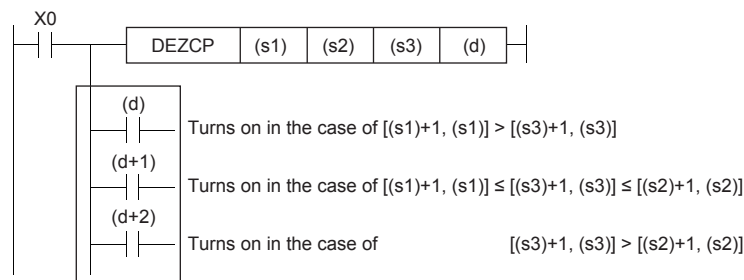 X0
DEZCP (s1) (s2) (s3) (d)
(d)
Turns on in the case of [(s1)+1, (s1)] > [(s3)+1, (s3)]
(d+1)
Turns on in the case of [(s1)+1, (s1)] ≤ [(s3)+1, (s3)] ≤ [(s2)+1, (s2)]
(d+2)
Turns on in the case of [(s3)+1, (s3)] > [(s2)+1, (s2)]